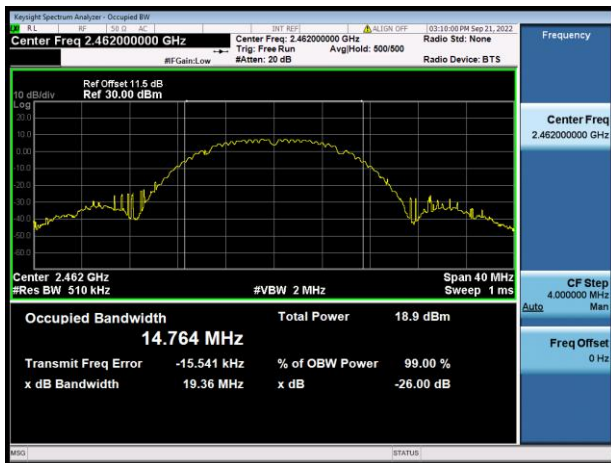 Keysight Spectrum Analyzer - Occupied BW
RL RF 50 Ω AC INT REF ALIGN OFF 03:10:00 PM Sep 21, 2022
Center Freq 2.462000000 GHz Center Freq: 2.462000000 GHz Radio Std: None Frequency
Trig: Free Run Avg|Hold: 500/500
#IFGain:Low #Atten: 20 dB Radio Device: BTS
Ref Offset 11.5 dB
10 dB/div Ref 30.00 dBm
Log
20.0
10.0
0.00
-10.0
-20.0
-30.0
-40.0
-50.0
-60.0
Center Freq
2.462000000 GHz
Center 2.462 GHz Span 40 MHz
#Res BW 510 kHz #VBW 2 MHz Sweep 1 ms
CF Step
4.000000 MHz
Auto Man
Occupied Bandwidth Total Power 18.9 dBm
14.764 MHz
Transmit Freq Error -15.541 kHz % of OBW Power 99.00 %
x dB Bandwidth 19.36 MHz x dB -26.00 dB
Freq Offset
0 Hz
MSG STATUS